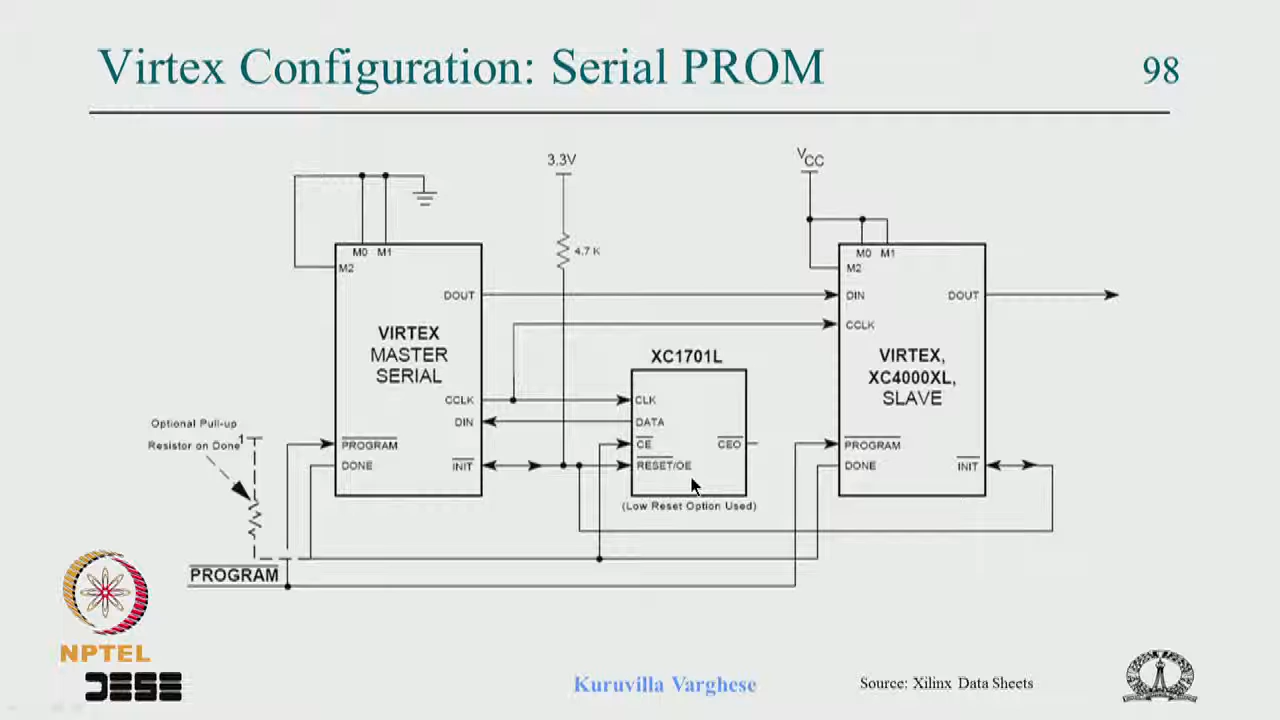 Virtex Configuration: Serial PROM
98
3.3V
VCC
4.7 K
M0 M1
M2
DOUT
VIRTEX
MASTER
SERIAL
CCLK
DIN
PROGRAM
DONE
INIT
Optional Pull-up
Resistor on Done
1
XC1701L
CLK
DATA
CE
CEO
RESET/OE
(Low Reset Option Used)
M0 M1
M2
DIN
DOUT
CCLK
VIRTEX,
XC4000XL,
SLAVE
PROGRAM
DONE
INIT
PROGRAM
NPTEL
DESE
Kuruvilla Varghese
Source: Xilinx Data Sheets